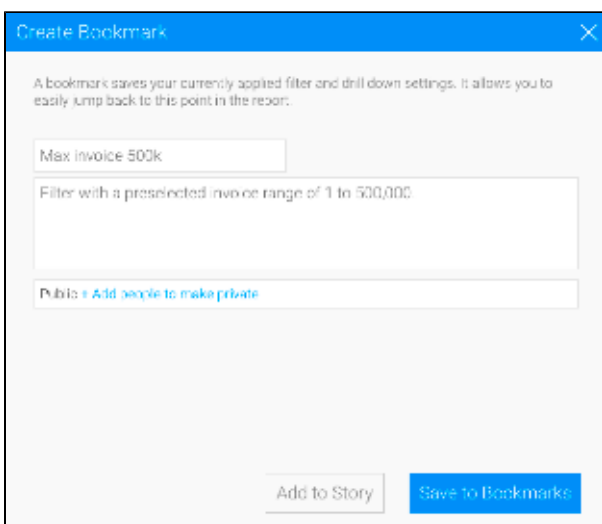 Create Bookmark
A bookmark saves your currently applied filter and drill down settings. It allows you to
easily jump back to this point in the report.
Max invoice 500k
Filter with a preselected invoice range of 1 to 500,000.
Public + Add people to make private
Add to Story
Save to Bookmarks